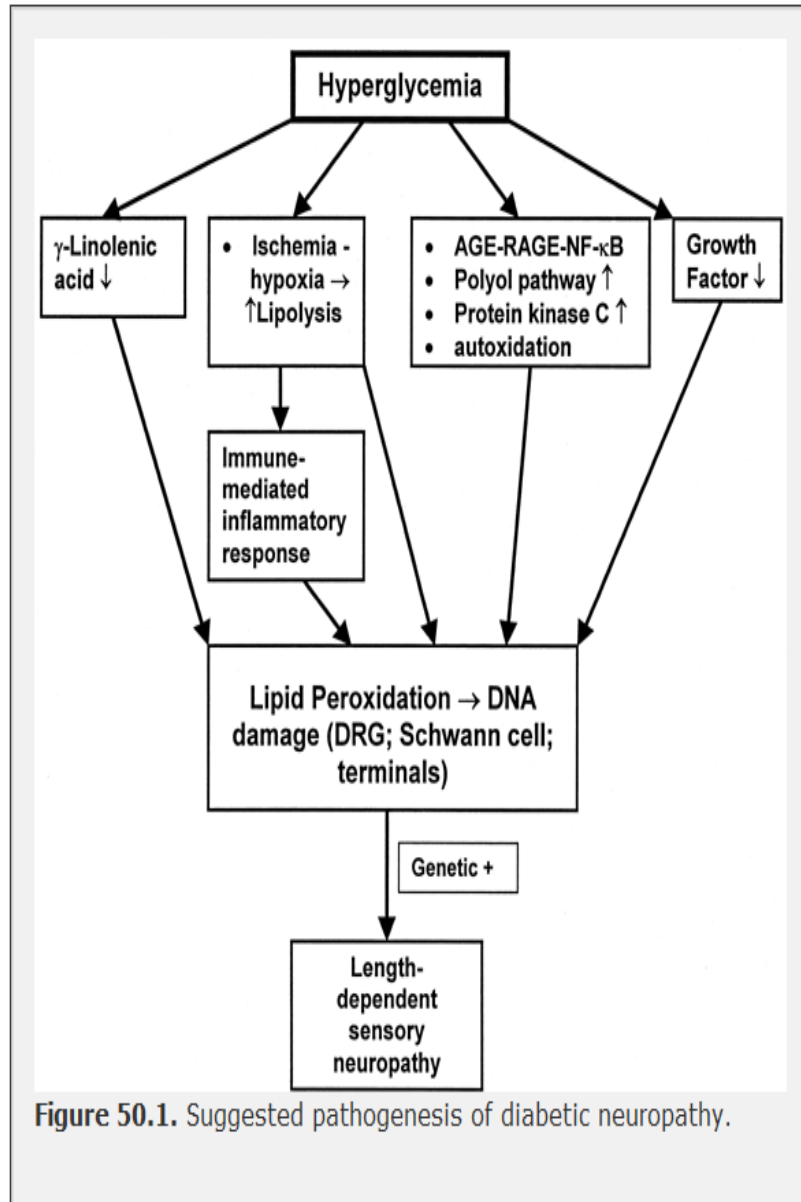 Hyperglycemia
γ-Linolenic
acid ↓
• Ischemia -
hypoxia →
↑Lipolysis
• AGE-RAGE-NF-κB
• Polyol pathway ↑
• Protein kinase C ↑
• autoxidation
Growth
Factor ↓
Immune-
mediated
inflammatory
response
Lipid Peroxidation → DNA
damage (DRG; Schwann cell;
terminals)
Genetic +
Length-
dependent
sensory
neuropathy
Figure 50.1. Suggested pathogenesis of diabetic neuropathy.